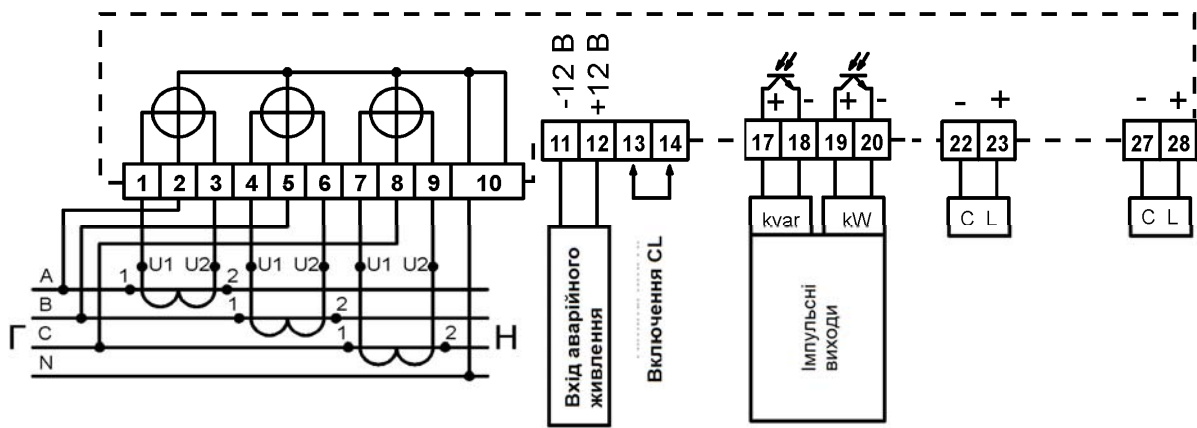 -12 В
+12 В
+ - + -
- +
- +
1 2 3 4 5 6 7 8 9 10
11 12 13 14
17 18 19 20
22 23
27 28
kvar kW
C L
C L
U1 U2 U1 U2 U1 U2
A 1 2
B 1 2
C 1 2
N
Г
Н
Вхід аварійного
живлення
Включення CL
Імпульсні
виходи